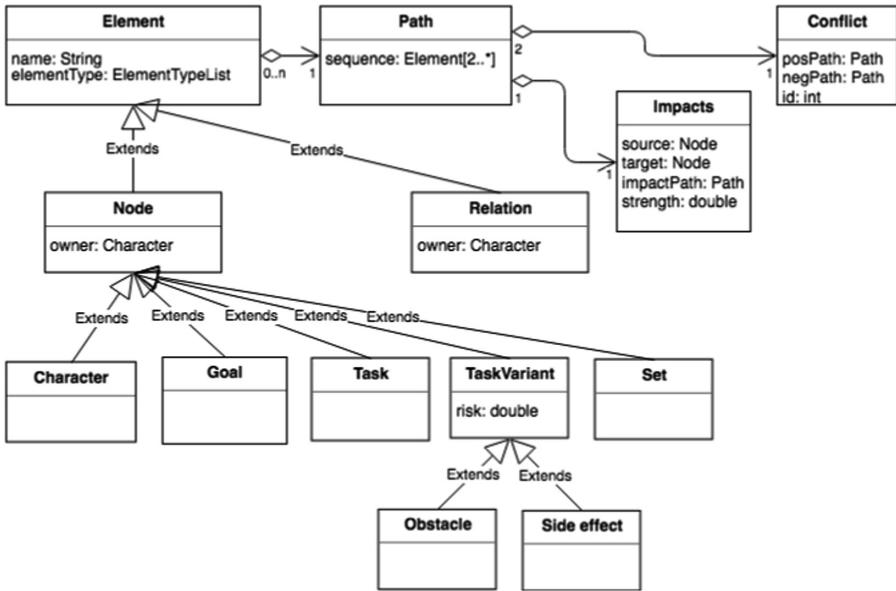 Element
name: String
elementType: ElementTypeList
0..n
1
Path
sequence: Element[2..*]
2
1
Conflict
posPath: Path
negPath: Path
id: int
1
Impacts
source: Node
target: Node
impactPath: Path
strength: double
1
Extends
Extends
Node
owner: Character
Relation
owner: Character
Extends
Extends
Extends
Extends
Extends
Character
Goal
Task
TaskVariant
risk: double
Set
Extends
Extends
Obstacle
Side effect